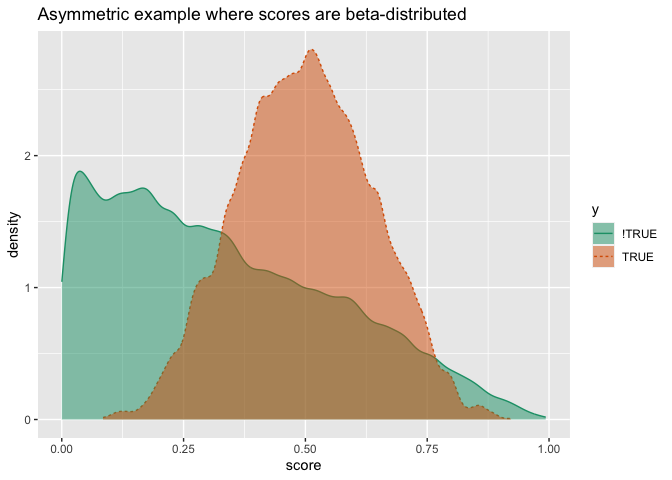 Asymmetric example where scores are beta-distributed
density
2
1
0
0.00 0.25 0.50 0.75 1.00
score
y
!TRUE
TRUE